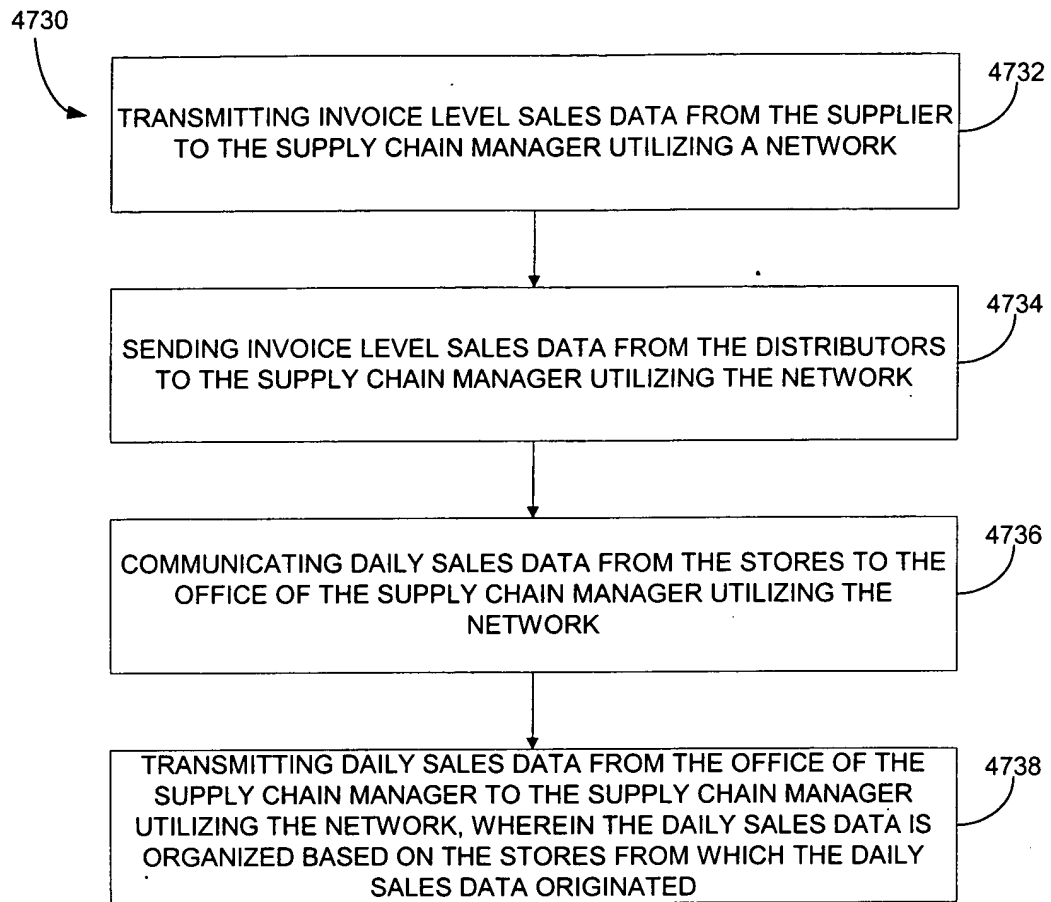 4730
4732
TRANSMITTING INVOICE LEVEL SALES DATA FROM THE SUPPLIER
TO THE SUPPLY CHAIN MANAGER UTILIZING A NETWORK
4734
SENDING INVOICE LEVEL SALES DATA FROM THE DISTRIBUTORS
TO THE SUPPLY CHAIN MANAGER UTILIZING THE NETWORK
4736
COMMUNICATING DAILY SALES DATA FROM THE STORES TO THE
OFFICE OF THE SUPPLY CHAIN MANAGER UTILIZING THE
NETWORK
4738
TRANSMITTING DAILY SALES DATA FROM THE OFFICE OF THE
SUPPLY CHAIN MANAGER TO THE SUPPLY CHAIN MANAGER
UTILIZING THE NETWORK, WHEREIN THE DAILY SALES DATA IS
ORGANIZED BASED ON THE STORES FROM WHICH THE DAILY
SALES DATA ORIGINATED